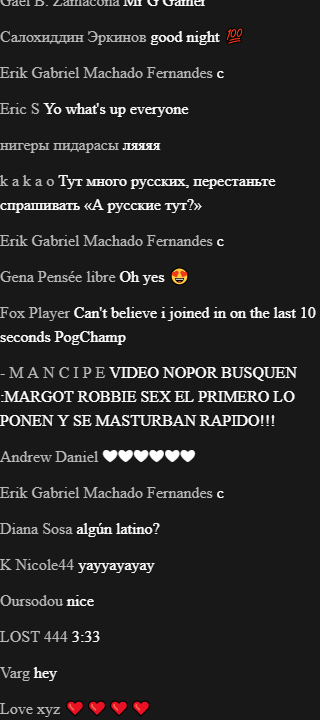 Gael B. Zamacona Mr G Gamer
Салохиддин Эркинов good night 💯
Erik Gabriel Machado Fernandes c
Eric S Yo what's up everyone
нигеры пидарасы ляяяя
k a k a o Тут много русских, перестаньте
спрашивать «А русские тут?»
Erik Gabriel Machado Fernandes c
Gena Pensée libre Oh yes 😍
Fox Player Can't believe i joined in on the last 10
seconds PogChamp
- M A N C I P E VIDEO NOPOR BUSQUEN
:MARGOT ROBBIE SEX EL PRIMERO LO
PONEN Y SE MASTURBAN RAPIDO!!!
Andrew Daniel 🤍🤍🤍🤍🤍🤍
Erik Gabriel Machado Fernandes c
Diana Sosa algún latino?
K Nicole44 yayyayayay
Oursodou nice
LOST 444 3:33
Varg hey
Love xyz ❤️ ❤️ ❤️ ❤️